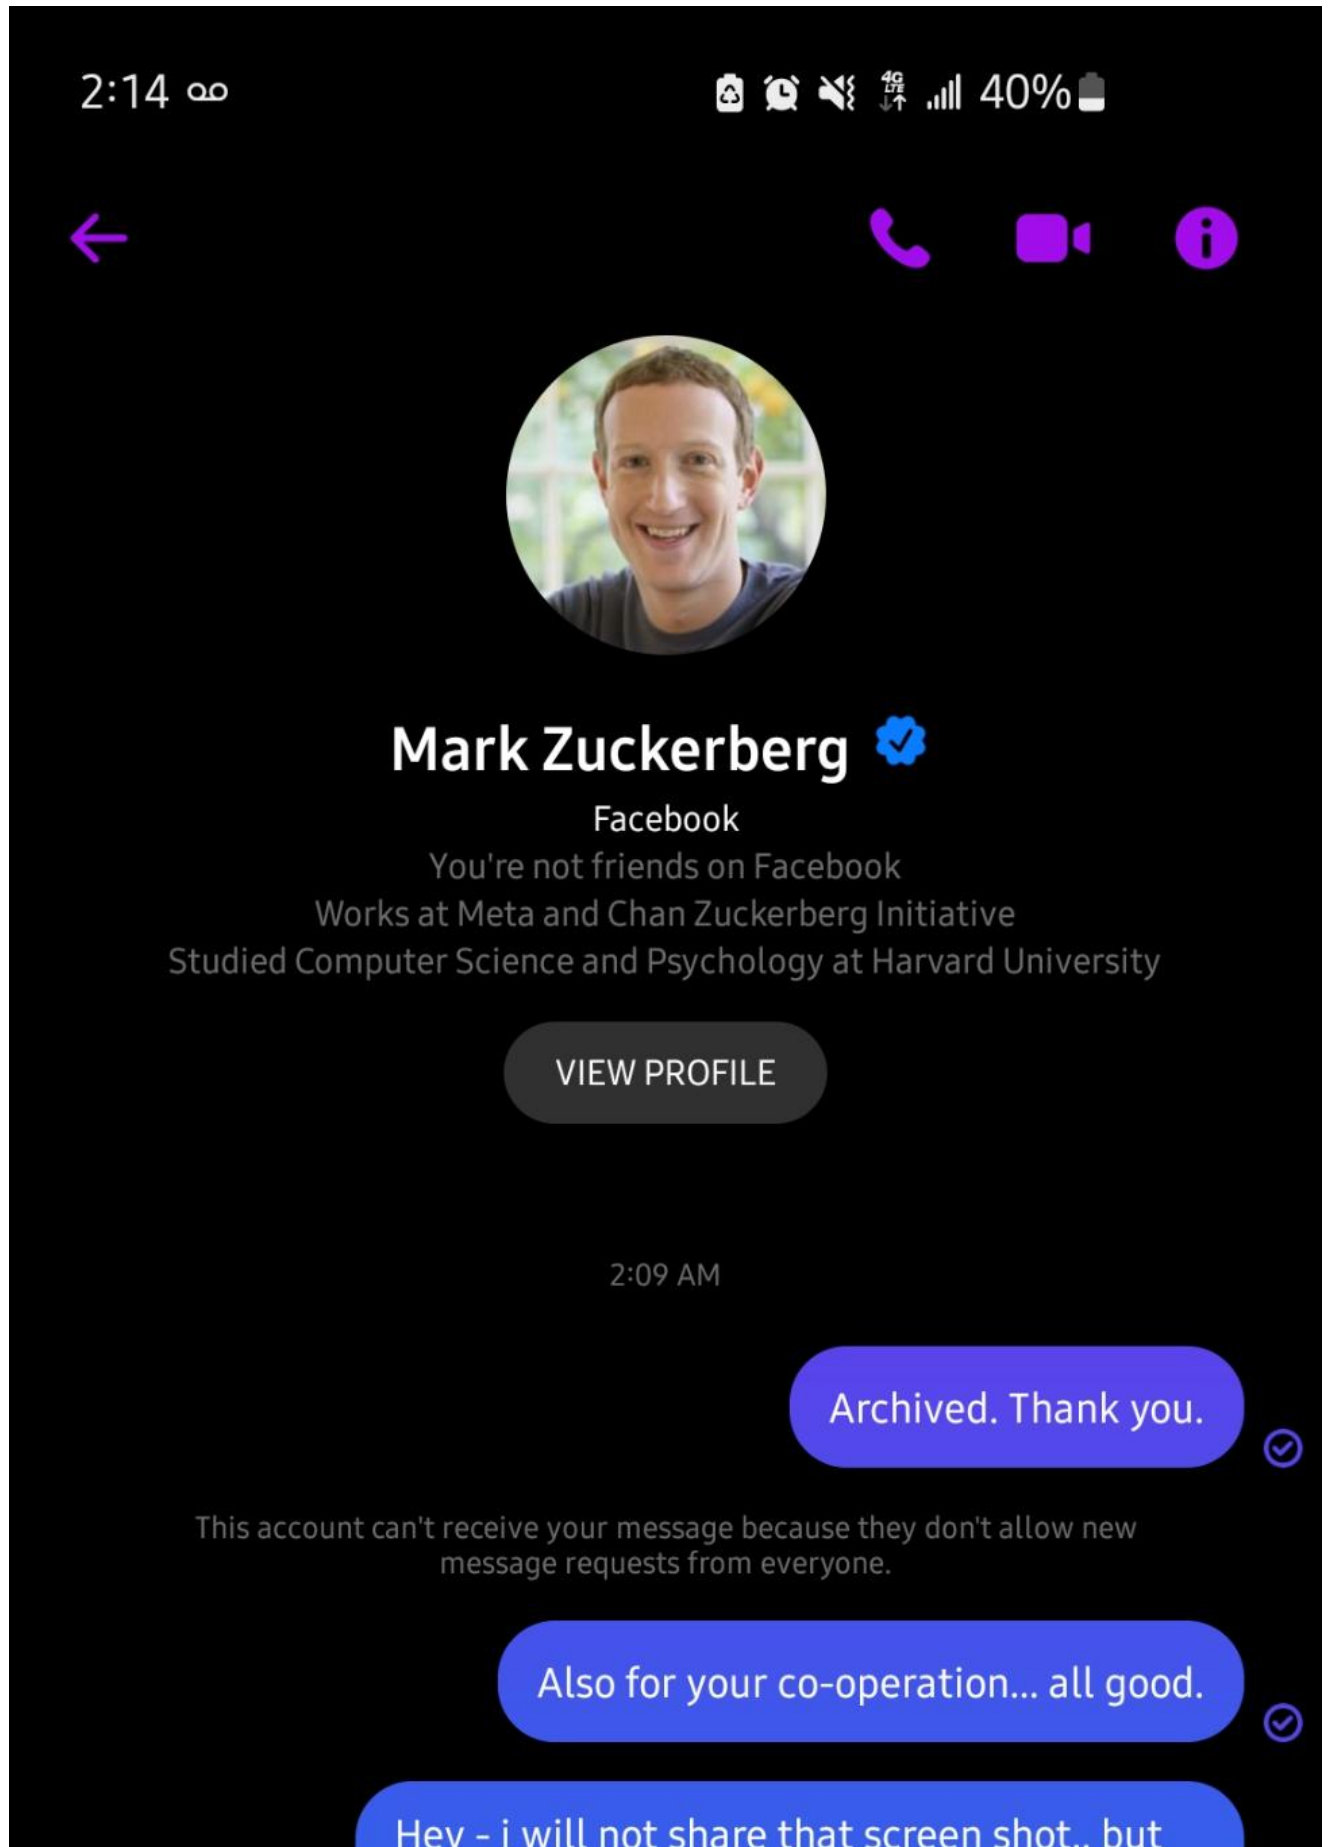 2:14
4G
LTE
40%
Mark Zuckerberg
Facebook
You're not friends on Facebook
Works at Meta and Chan Zuckerberg Initiative
Studied Computer Science and Psychology at Harvard University
VIEW PROFILE
2:09 AM
Archived. Thank you.
This account can't receive your message because they don't allow new
message requests from everyone.
Also for your co-operation... all good.
Hey - i will not share that screen shot.. but